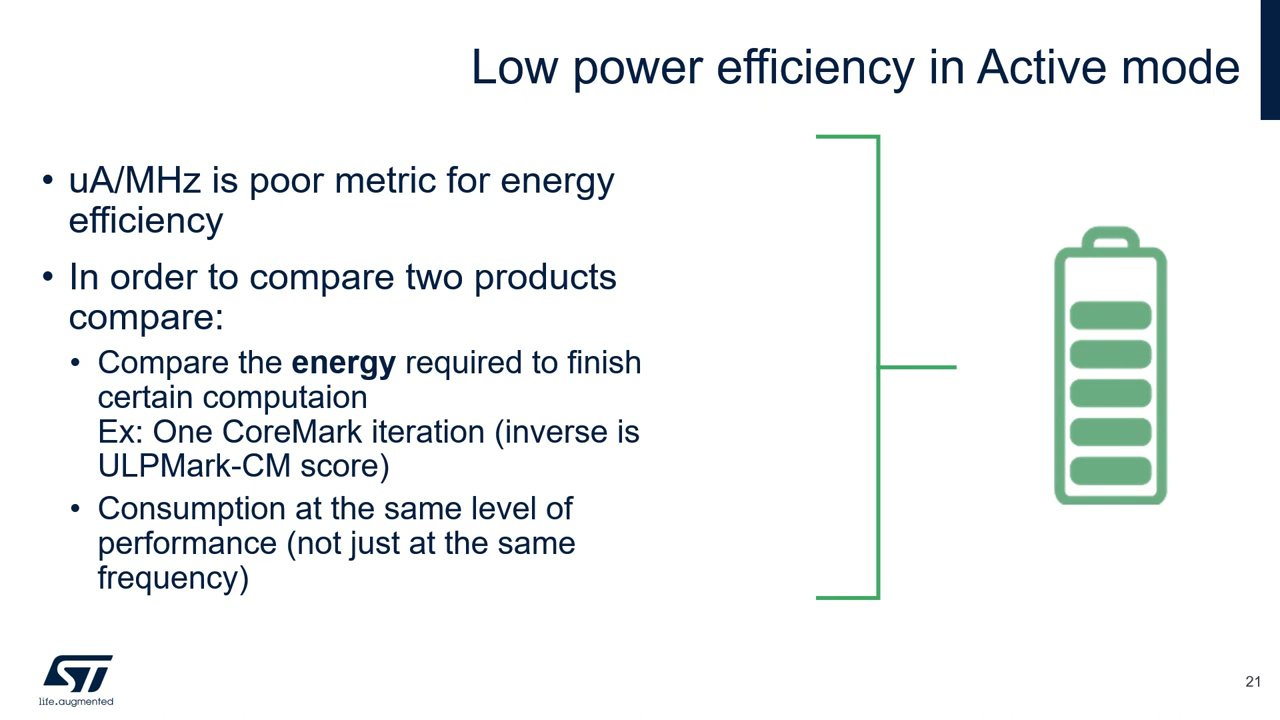 Low power efficiency in Active mode
• uA/MHz is poor metric for energy
efficiency
• In order to compare two products
compare:
• Compare the energy required to finish
certain computaion
Ex: One CoreMark iteration (inverse is
ULPMark-CM score)
• Consumption at the same level of
performance (not just at the same
frequency)
ST
life.augmented
21